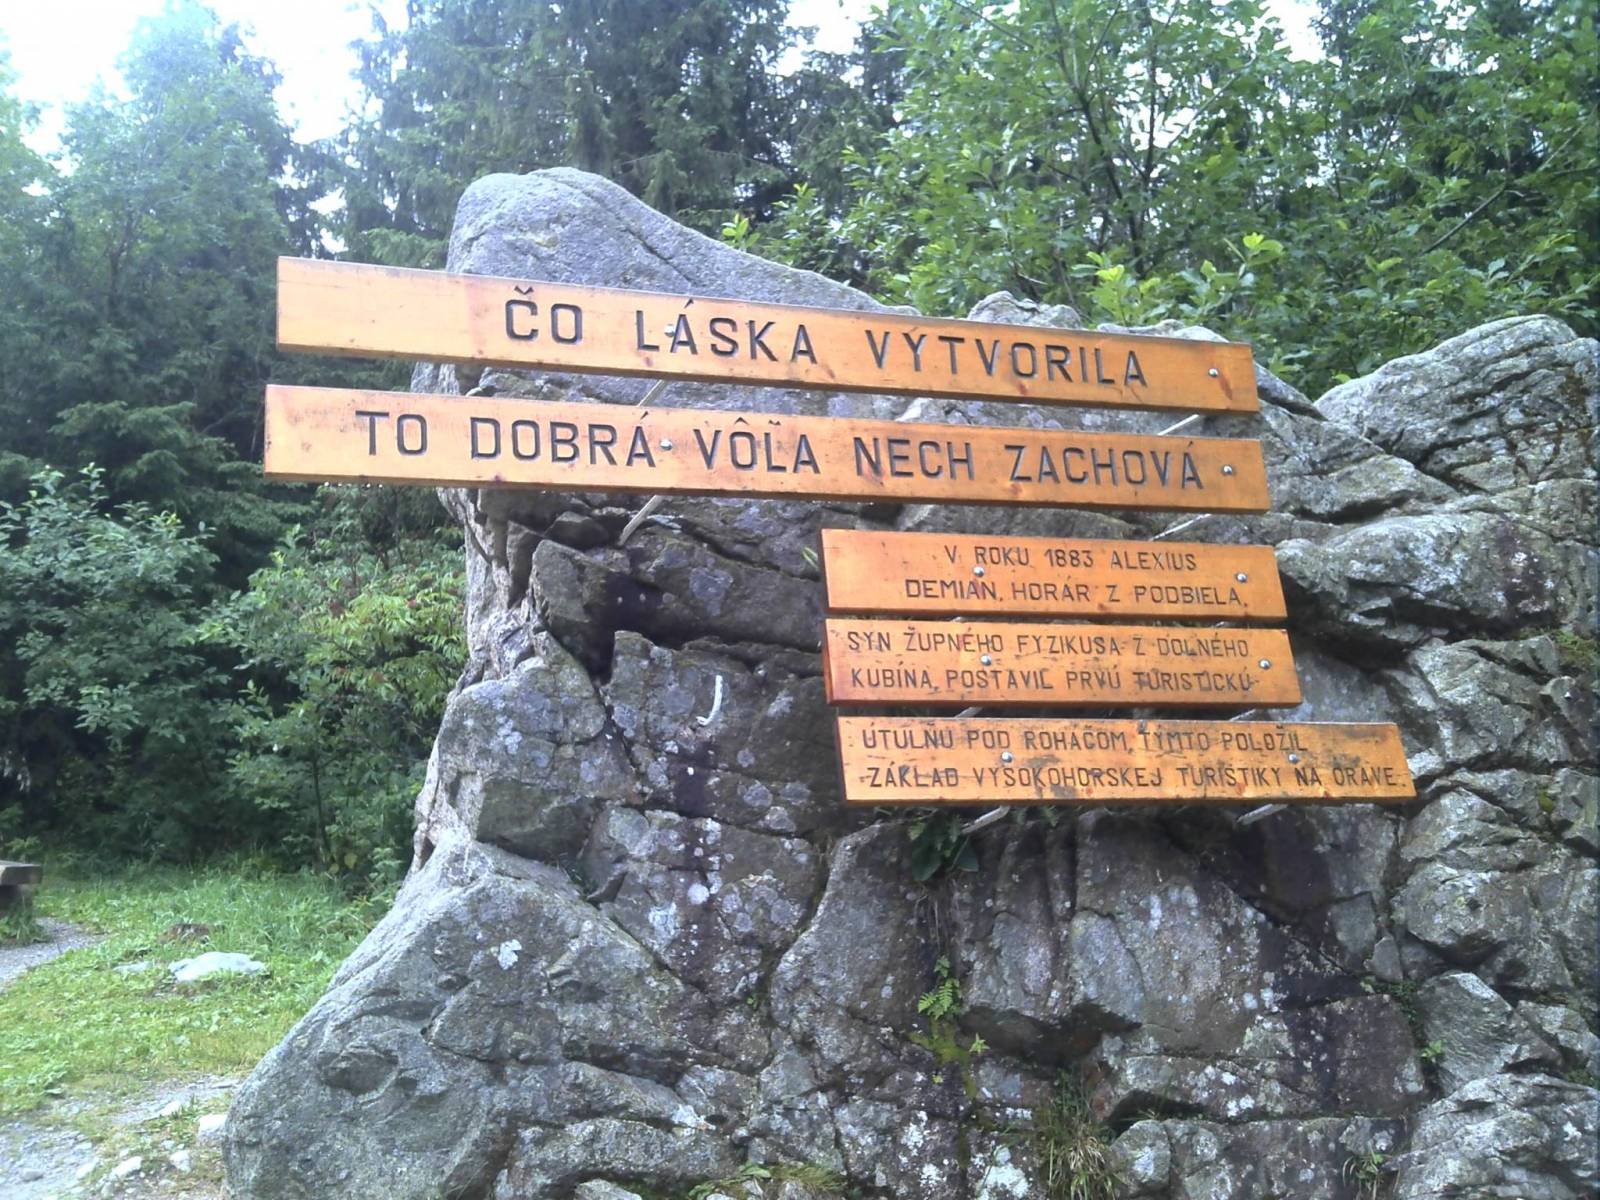 ČO LÁSKA VYTVORILA
TO DOBRÁ VÔĽA NECH ZACHOVÁ
V ROKU 1883 ALEXIUS
DEMIAN, HORÁR Z PODBIELA,
SYN ŽUPNÉHO FYZIKUSA Z DOLNÉHO
KUBÍNA, POSTAVIL PRVÚ TURISTICKÚ
ÚTULŇU POD ROHÁČOM, TÝMTO POLOŽIL
ZÁKLAD VYSOKOHORSKEJ TURISTIKY NA ORAVE.